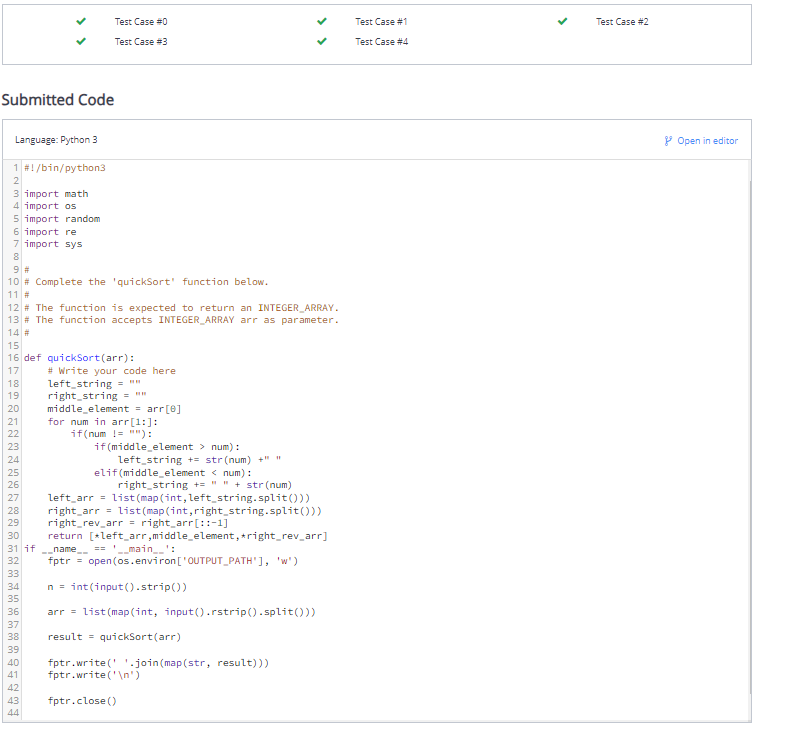 Test Case #0 Test Case #1 Test Case #2
Test Case #3 Test Case #4
Submitted Code
Language: Python 3 Open in editor
1 #!/bin/python3
2
3 import math
4 import os
5 import random
6 import re
7 import sys
8
9 #
10 # Complete the 'quickSort' function below.
11 #
12 # The function is expected to return an INTEGER_ARRAY.
13 # The function accepts INTEGER_ARRAY arr as parameter.
14 #
15
16 def quickSort(arr):
17     # Write your code here
18     left_string = ""
19     right_string = ""
20     middle_element = arr[0]
21     for num in arr[1:]:
22         if(num != ""):
23             if(middle_element > num):
24                 left_string += str(num) +" "
25             elif(middle_element < num):
26                 right_string += " " + str(num)
27     left_arr = list(map(int,left_string.split()))
28     right_arr = list(map(int,right_string.split()))
29     right_rev_arr = right_arr[::-1]
30     return [*left_arr,middle_element,*right_rev_arr]
31 if __name__ == '__main__':
32     fptr = open(os.environ['OUTPUT_PATH'], 'w')
33
34     n = int(input().strip())
35
36     arr = list(map(int, input().rstrip().split()))
37
38     result = quickSort(arr)
39
40     fptr.write(' '.join(map(str, result)))
41     fptr.write('\n')
42
43     fptr.close()
44